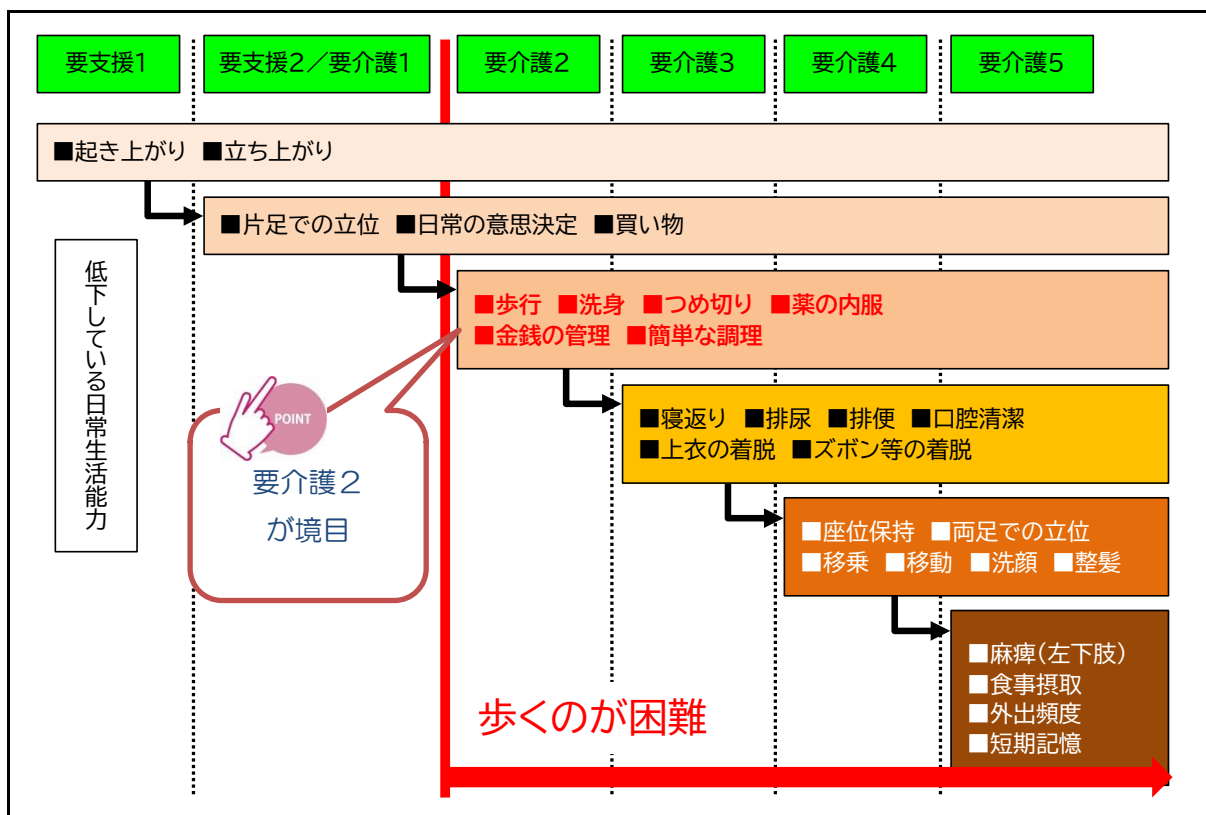 要支援1
要支援2／要介護1
要介護2
要介護3
要介護4
要介護5
■起き上がり ■立ち上がり
■片足での立位 ■日常の意思決定 ■買い物
低下している日常生活能力
■歩行 ■洗身 ■つめ切り ■薬の内服
■金銭の管理 ■簡単な調理
POINT
要介護２
が境目
■寝返り ■排尿 ■排便 ■口腔清潔
■上衣の着脱 ■ズボン等の着脱
■座位保持 ■両足での立位
■移乗 ■移動 ■洗顔 ■整髪
■麻痺(左下肢)
■食事摂取
■外出頻度
■短期記憶
歩くのが困難